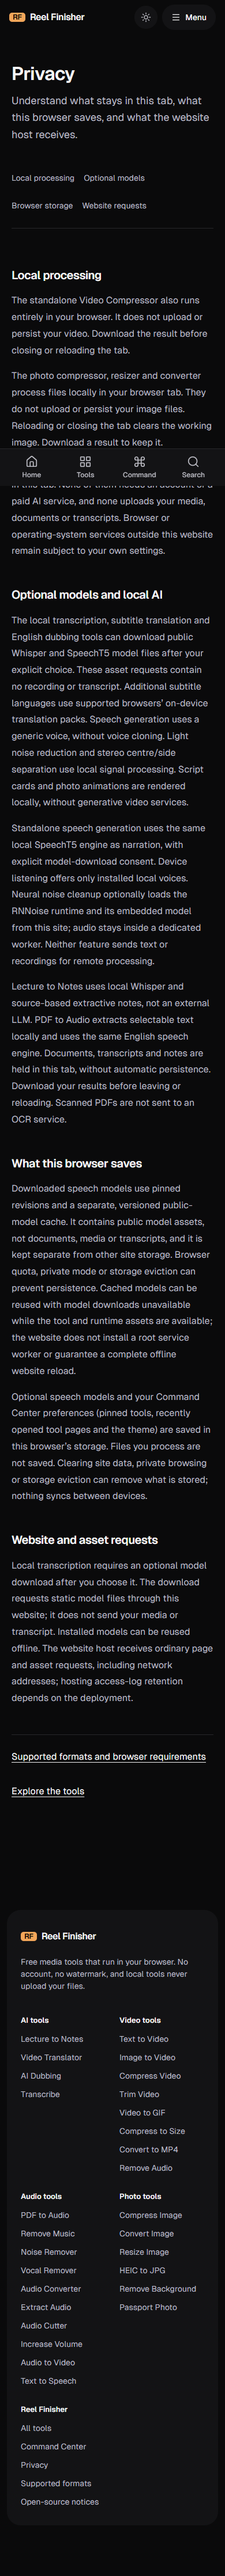 RF Reel Finisher
Menu
Privacy
Understand what stays in this tab, what
this browser saves, and what the website
host receives.
Local processing Optional models
Browser storage Website requests
Local processing
The standalone Video Compressor also runs
entirely in your browser. It does not upload or
persist your video. Download the result before
closing or reloading the tab.
The photo compressor, resizer and converter
process files locally in your browser tab. They
do not upload or persist your image files.
Reloading or closing the tab clears the working
image. Download a result to keep it.
Home Tools Command Search
in this tab. None of them needs an account or a
paid AI service, and none uploads your media,
documents or transcripts. Browser or
operating-system services outside this website
remain subject to your own settings.
Optional models and local AI
The local transcription, subtitle translation and
English dubbing tools can download public
Whisper and SpeechT5 model files after your
explicit choice. These asset requests contain
no recording or transcript. Additional subtitle
languages use supported browsers’ on-device
translation packs. Speech generation uses a
generic voice, without voice cloning. Light
noise reduction and stereo centre/side
separation use local signal processing. Script
cards and photo animations are rendered
locally, without generative video services.
Standalone speech generation uses the same
local SpeechT5 engine as narration, with
explicit model-download consent. Device
listening offers only installed local voices.
Neural noise cleanup optionally loads the
RNNoise runtime and its embedded model
from this site; audio stays inside a dedicated
worker. Neither feature sends text or
recordings for remote processing.
Lecture to Notes uses local Whisper and
source-based extractive notes, not an external
LLM. PDF to Audio extracts selectable text
locally and uses the same English speech
engine. Documents, transcripts and notes are
held in this tab, without automatic persistence.
Download your results before leaving or
reloading. Scanned PDFs are not sent to an
OCR service.
What this browser saves
Downloaded speech models use pinned
revisions and a separate, versioned public-
model cache. It contains public model assets,
not documents, media or transcripts, and it is
kept separate from other site storage. Browser
quota, private mode or storage eviction can
prevent persistence. Cached models can be
reused with model downloads unavailable
while the tool and runtime assets are available;
the website does not install a root service
worker or guarantee a complete offline
website reload.
Optional speech models and your Command
Center preferences (pinned tools, recently
opened tool pages and the theme) are saved in
this browser’s storage. Files you process are
not saved. Clearing site data, private browsing
or storage eviction can remove what is stored;
nothing syncs between devices.
Website and asset requests
Local transcription requires an optional model
download after you choose it. The download
requests static model files through this
website; it does not send your media or
transcript. Installed models can be reused
offline. The website host receives ordinary page
and asset requests, including network
addresses; hosting access-log retention
depends on the deployment.
Supported formats and browser requirements
Explore the tools
RF Reel Finisher
Free media tools that run in your browser. No
account, no watermark, and local tools never
upload your files.
AI tools
Lecture to Notes
Video Translator
AI Dubbing
Transcribe
Video tools
Text to Video
Image to Video
Compress Video
Trim Video
Video to GIF
Compress to Size
Convert to MP4
Remove Audio
Audio tools
PDF to Audio
Remove Music
Noise Remover
Vocal Remover
Audio Converter
Extract Audio
Audio Cutter
Increase Volume
Audio to Video
Text to Speech
Photo tools
Compress Image
Convert Image
Resize Image
HEIC to JPG
Remove Background
Passport Photo
Reel Finisher
All tools
Command Center
Privacy
Supported formats
Open-source notices